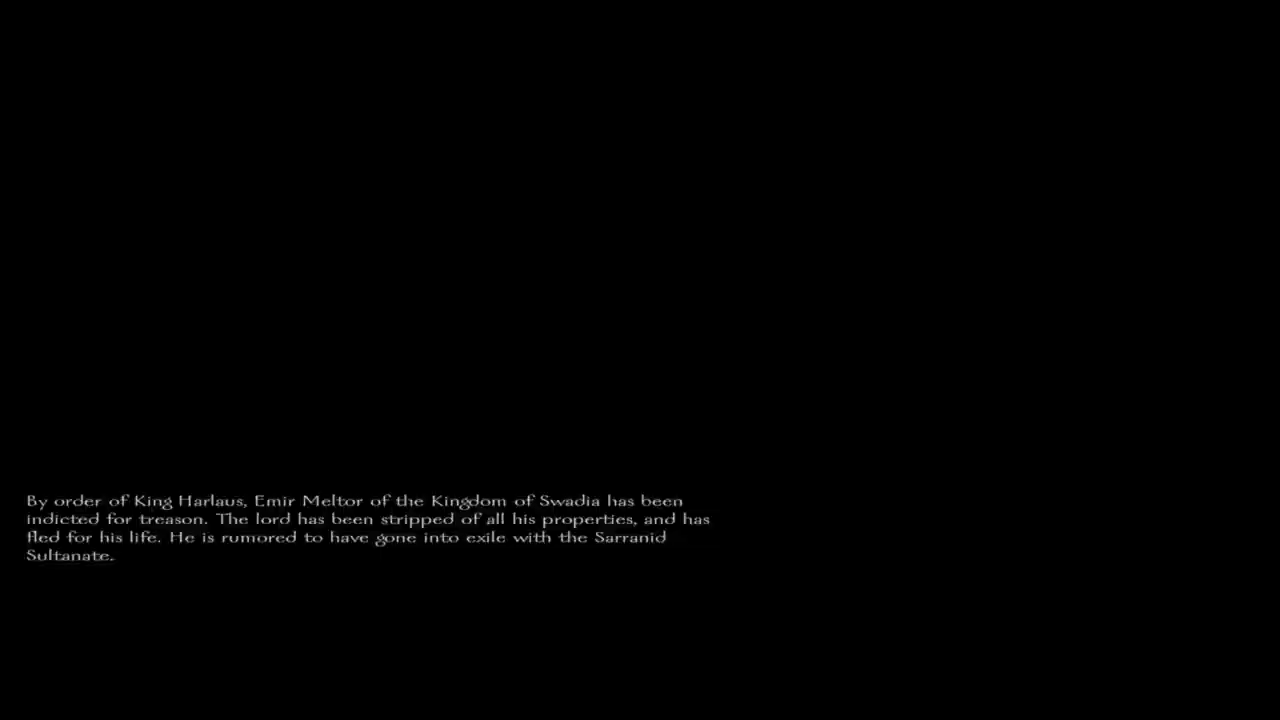 By order of King Harlaus, Emir Meltor of the Kingdom of Swadia has been
indicted for treason. The lord has been stripped of all his properties, and has
fled for his life. He is rumored to have gone into exile with the Sarranid
Sultanate.